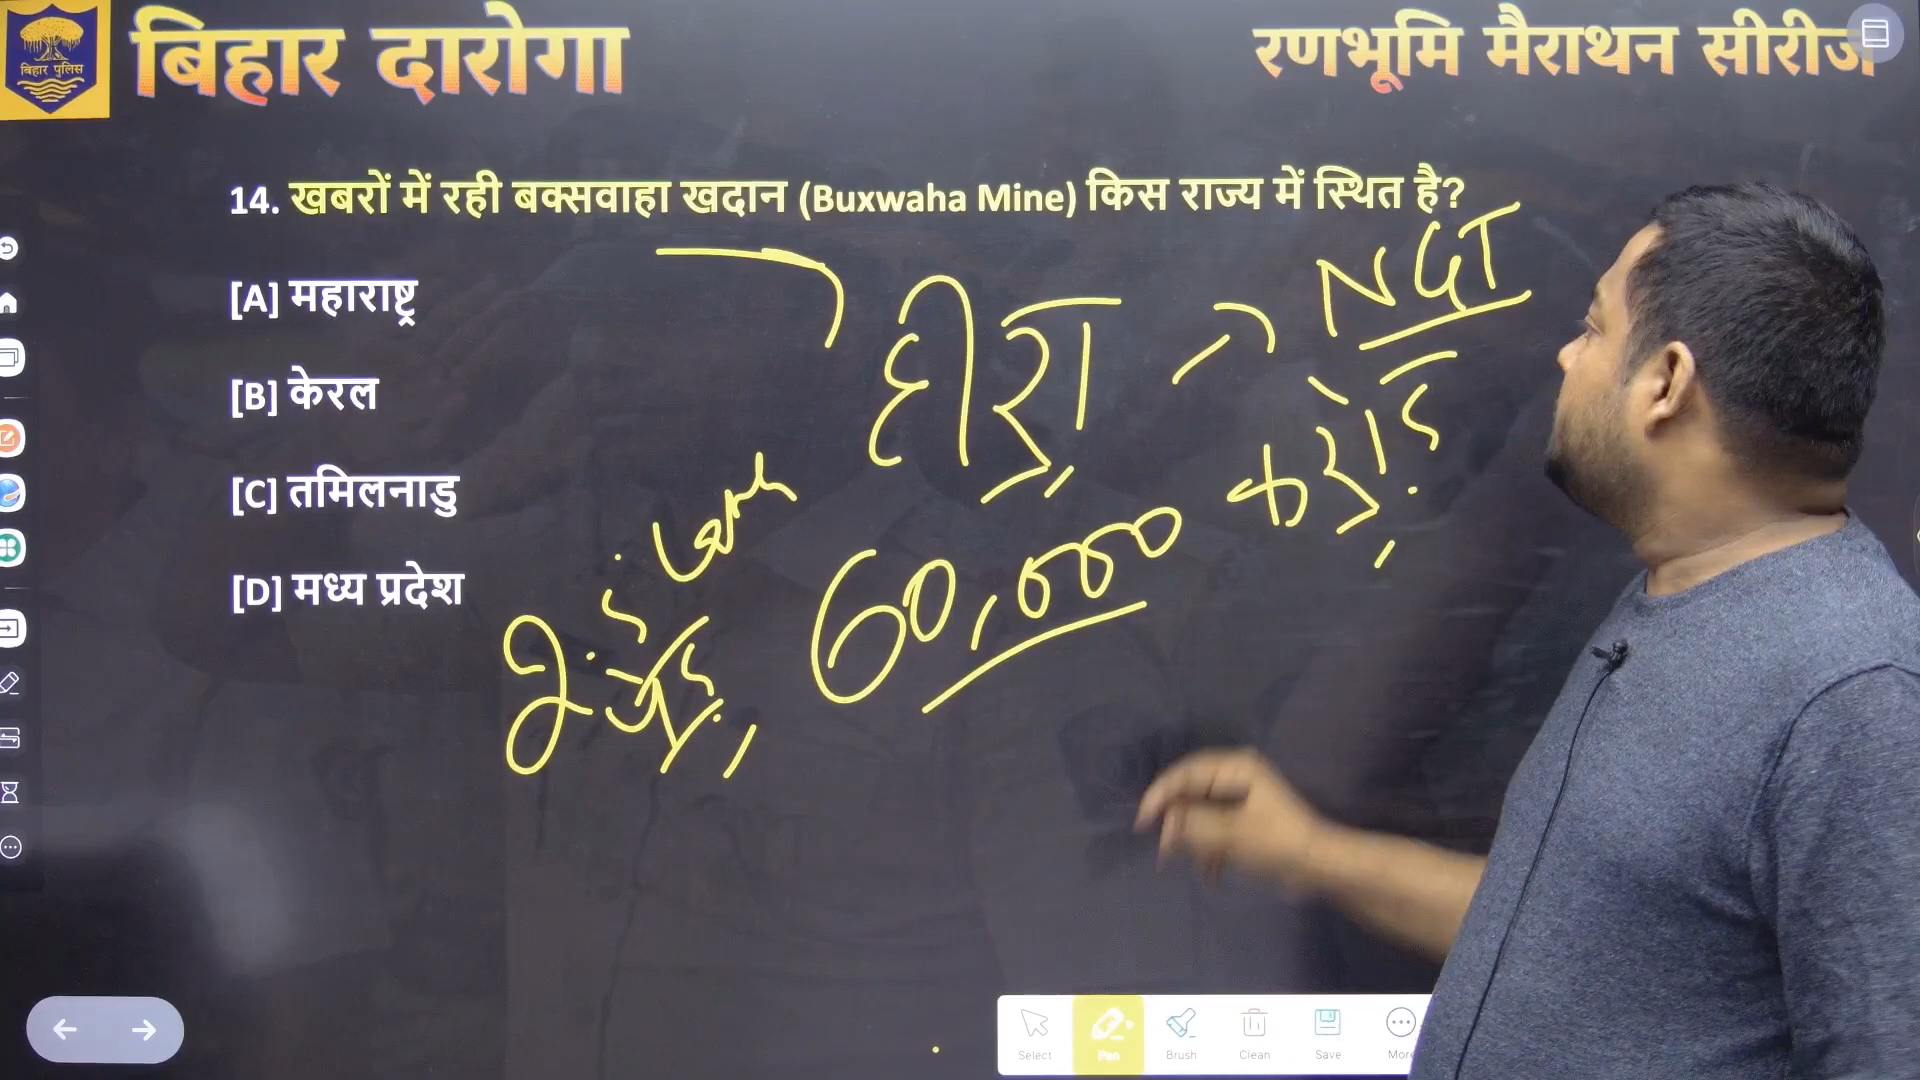 बिहार पुलिस
बिहार दारोगा
रणभूमि मैराथन सीरीज
14. खबरों में रही बक्सवाहा खदान (Buxwaha Mine) किस राज्य में स्थित है?
[A] महाराष्ट्र
[B] केरल
[C] तमिलनाडु
[D] मध्य प्रदेश
NGT
हीरा
60,000 करोड़
Select
Pen
Brush
Clean
Save
More